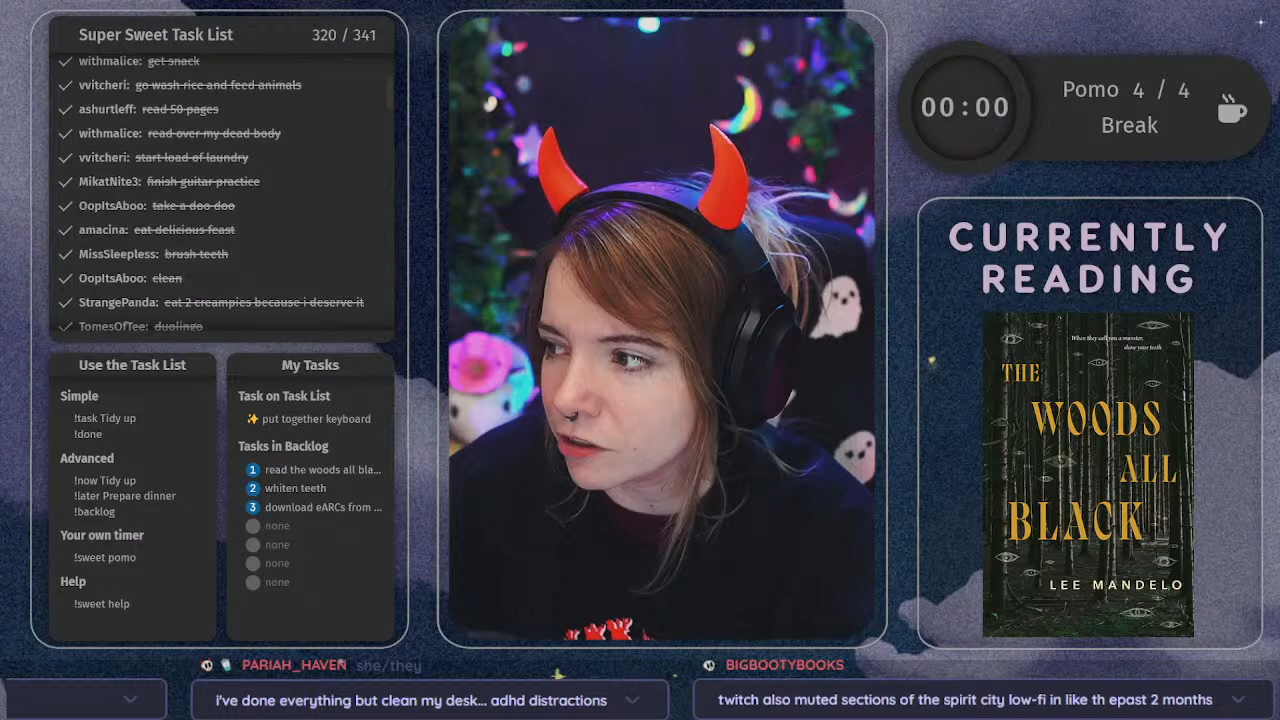 Super Sweet Task List 320 / 341
withmalice: get snack
vvitcheri: go wash rice and feed animals
ashurtleff: read 50 pages
withmalice: read over my dead body
vvitcheri: start load of laundry
MikatNite3: finish guitar practice
OopItsAboo: take a doo doo
amacina: eat delicious feast
MissSleepless: brush teeth
OopItsAboo: clean
StrangePanda: eat 2 creampies because i deserve it
TomesOfTee: duolingo
Use the Task List
Simple
!task Tidy up
!done
Advanced
!now Tidy up
!later Prepare dinner
!backlog
Your own timer
!sweet pomo
Help
!sweet help
My Tasks
Task on Task List
✨ put together keyboard
Tasks in Backlog
1 read the woods all bla...
2 whiten teeth
3 download eARCs from ...
none
none
none
none
00:00
Pomo 4 / 4
Break
CURRENTLY
READING
When they call you a monster,
show your teeth
THE
WOODS
ALL
BLACK
LEE MANDELO
PARIAH_HAVEN she/they
i've done everything but clean my desk... adhd distractions
BIGBOOTYBOOKS
twitch also muted sections of the spirit city low-fi in like th epast 2 months